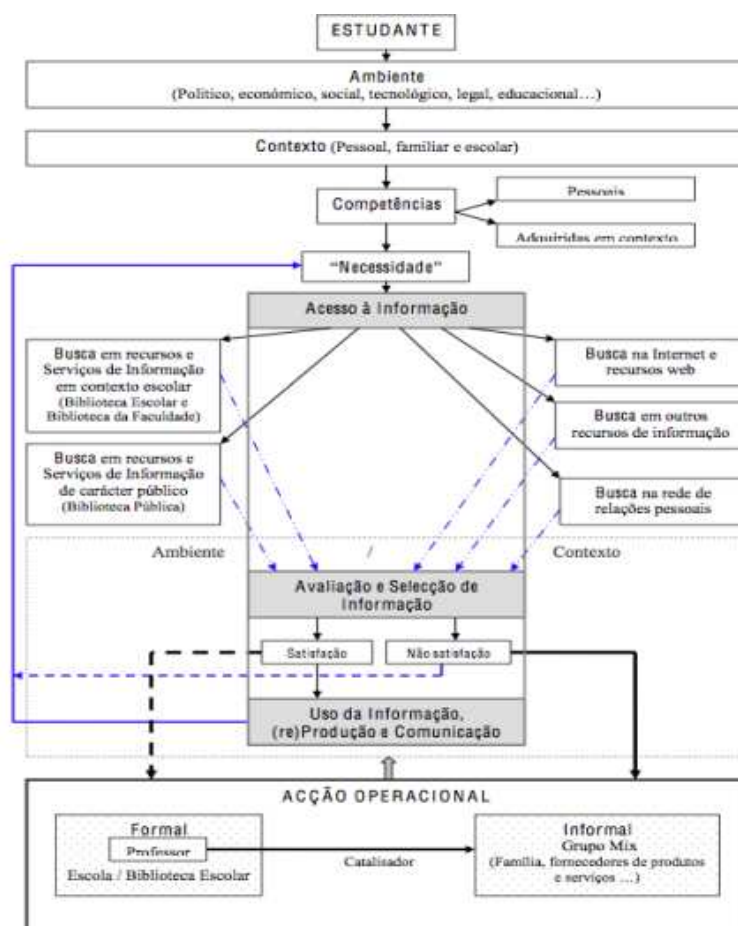 ESTUDANTE
Ambiente
(Político, económico, social, tecnológico, legal, educacional…)
Contexto (Pessoal, familiar e escolar)
Competências
Pessoais
Adquiridas em contexto
“Necessidade”
Acesso à Informação
Busca em recursos e
Serviços de Informação
em contexto escolar
(Biblioteca Escolar e
Biblioteca da Faculdade)
Busca na Internet e
recursos web
Busca em outros
recursos de informação
Busca em recursos e
Serviços de Informação
de carácter público
(Biblioteca Pública)
Busca na rede de
relações pessoais
Ambiente / Contexto
Avaliação e Selecção de
Informação
Satisfação
Não satisfação
Uso da Informação,
(re)Produção e Comunicação
ACÇÃO OPERACIONAL
Formal
Professor
Escola / Biblioteca Escolar
Catalisador
Informal
Grupo Mix
(Família, fornecedores de produtos
e serviços …)